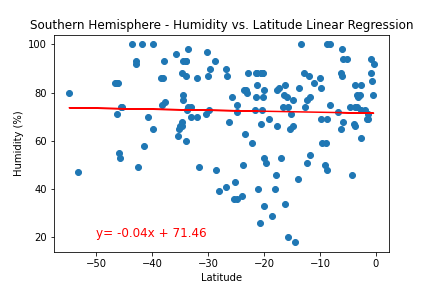 Southern Hemisphere - Humidity vs. Latitude Linear Regression
100
80
60
40
20
Humidity (%)
y= -0.04x + 71.46
−50
−40
−30
−20
−10
0
Latitude